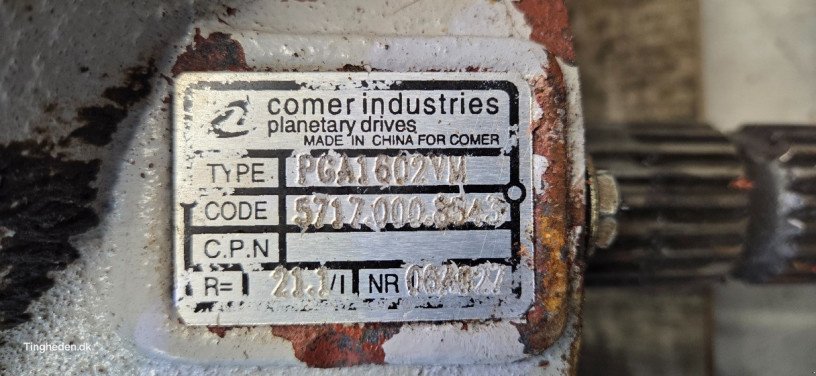 comer industries
planetary drives
MADE IN CHINA FOR COMER
TYPE PGA1602VM
CODE 5717.000.8543
C.P.N
R= 21.1/1 NR
Tingheden.dk